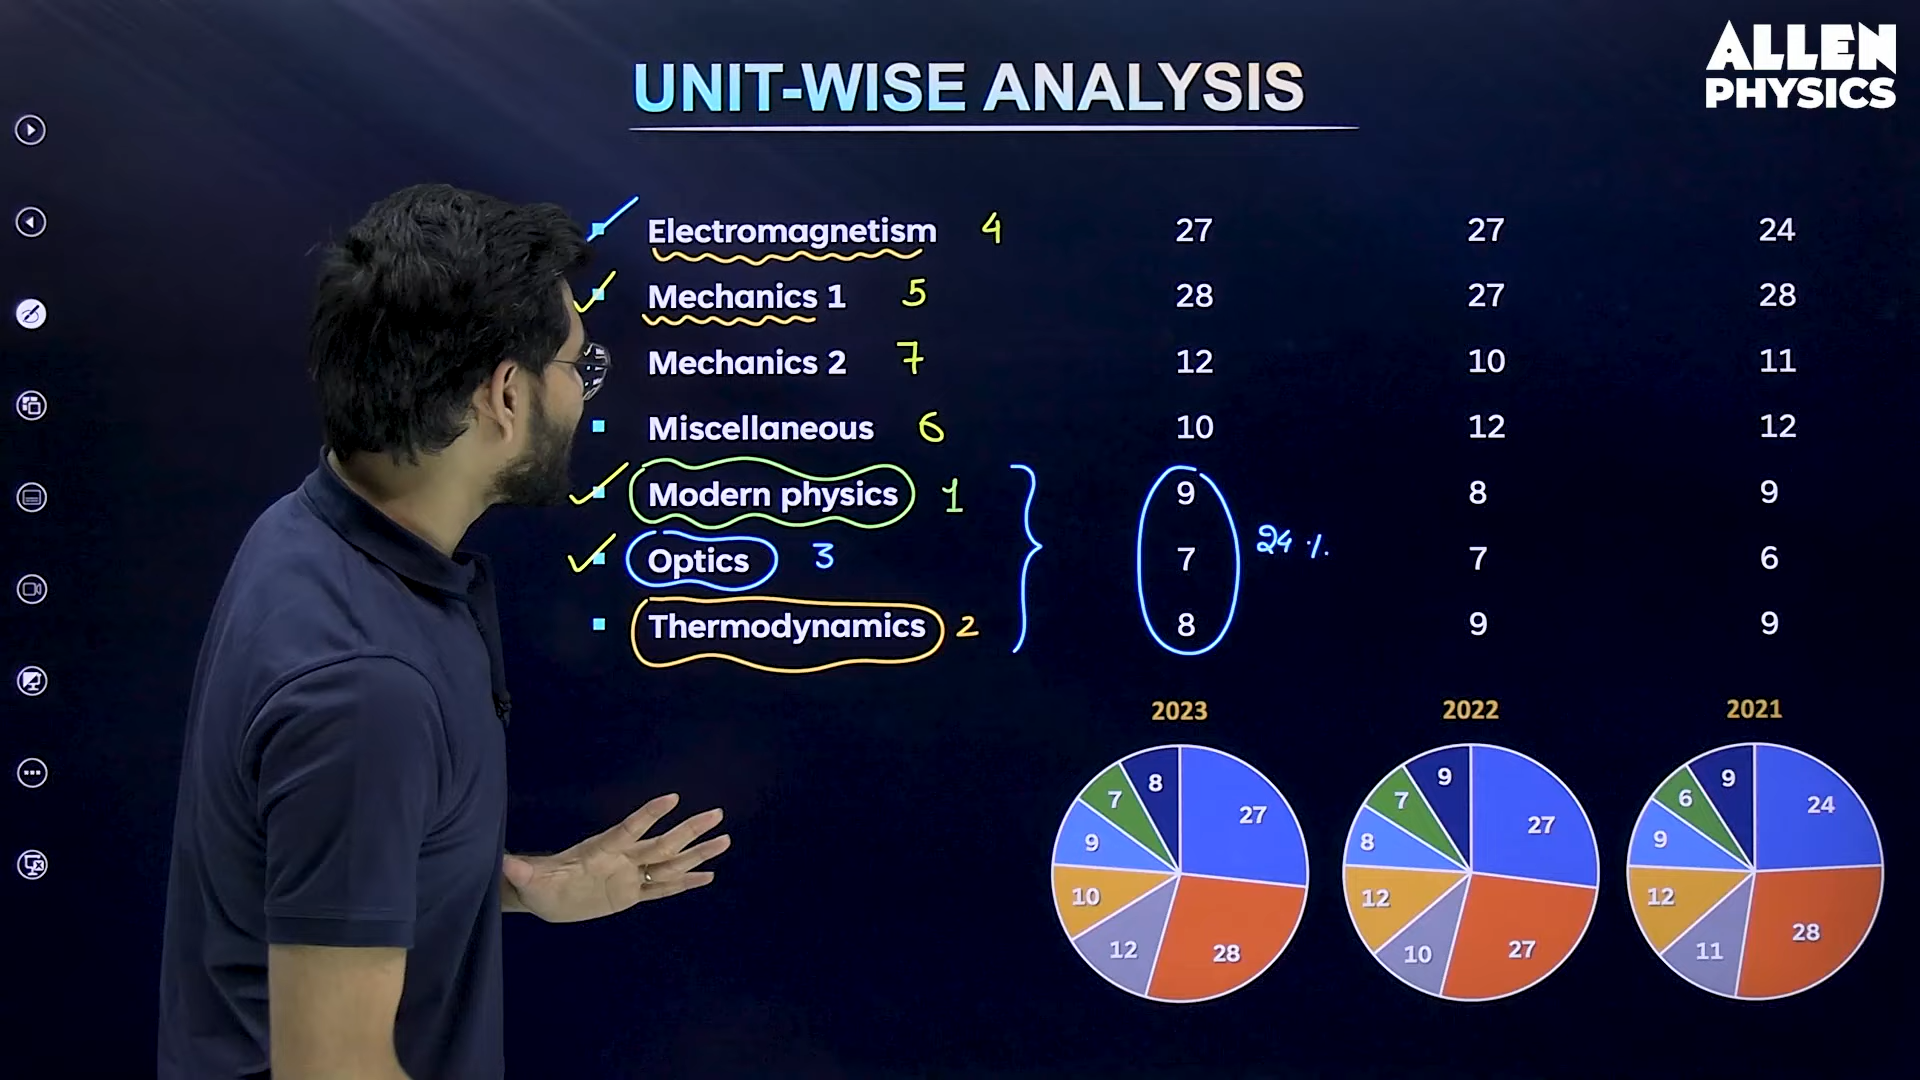 ALLEN
PHYSICS
UNIT-WISE ANALYSIS
Electromagnetism 4 27 27 24
Mechanics 1 5 28 27 28
Mechanics 2 7 12 10 11
Miscellaneous 6 10 12 12
Modern physics 1 9 8 9
Optics 3 7 7 6
24 %.
Thermodynamics 2 8 9 9
2023 2022 2021
8 27 9 27 9 24
7 7 6
9 8 9
10 12 12
12 28 10 27 11 28